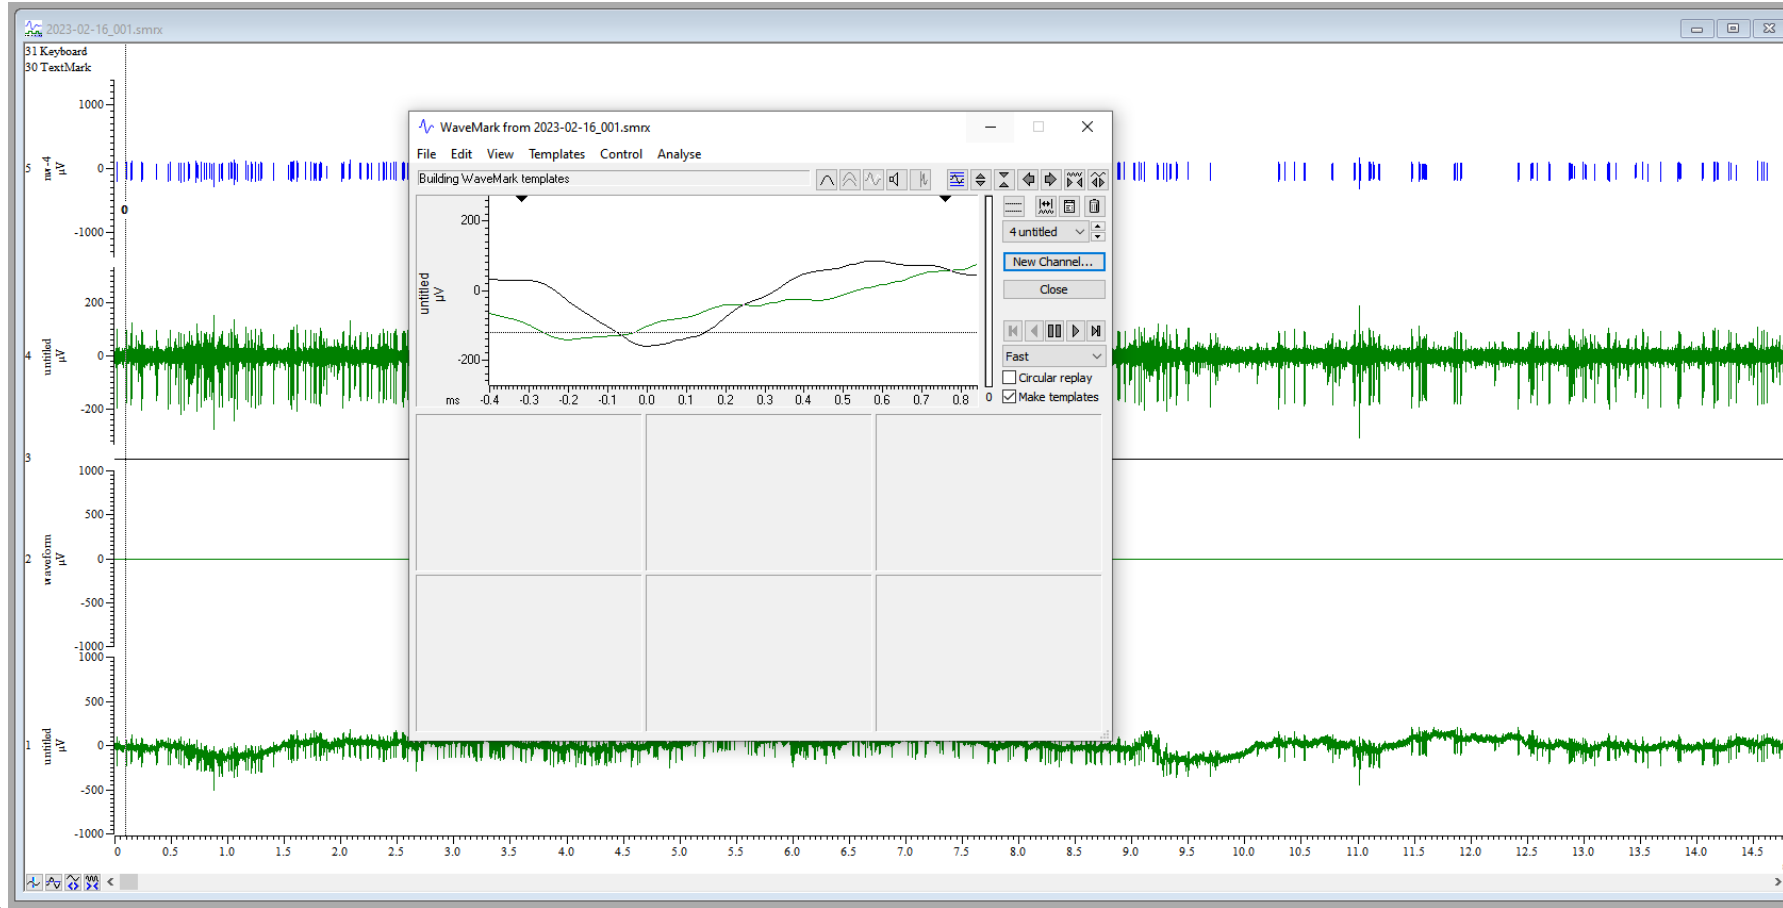 2023-02-16_001.smrx
31 Keyboard
30 TextMark
1000
0
-1000
5
nw-4
µV
0
200
0
-200
4
untitled
µV
3
1000
500
0
-500
-1000
2
waveform
µV
1000
500
0
-500
-1000
1
untitled
µV
0 0.5 1.0 1.5 2.0 2.5 3.0 3.5 4.0 4.5 5.0 5.5 6.0 6.5 7.0 7.5 8.0 8.5 9.0 9.5 10.0 10.5 11.0 11.5 12.0 12.5 13.0 13.5 14.0 14.5
WaveMark from 2023-02-16_001.smrx
File Edit View Templates Control Analyse
Building WaveMark templates
200
0
-200
untitled
µV
ms -0.4 -0.3 -0.2 -0.1 0.0 0.1 0.2 0.3 0.4 0.5 0.6 0.7 0.8
0
4 untitled
New Channel...
Close
Fast
Circular replay
Make templates